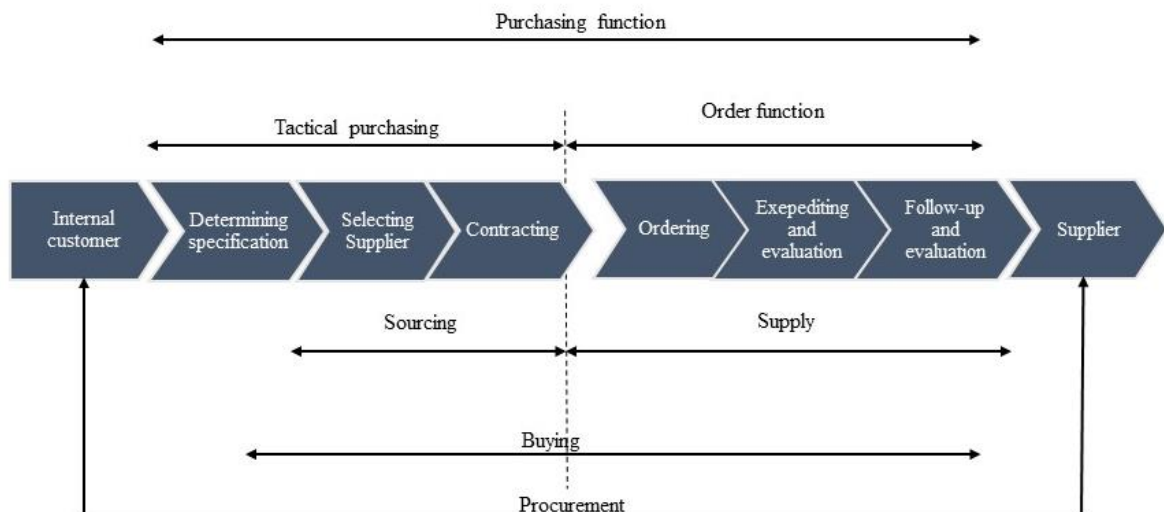 Purchasing function
Tactical purchasing
Order function
Internal
customer
Determining
specification
Selecting
Supplier
Contracting
Ordering
Exepediting
and
evaluation
Follow-up
and
evaluation
Supplier
Sourcing
Supply
Buying
Procurement